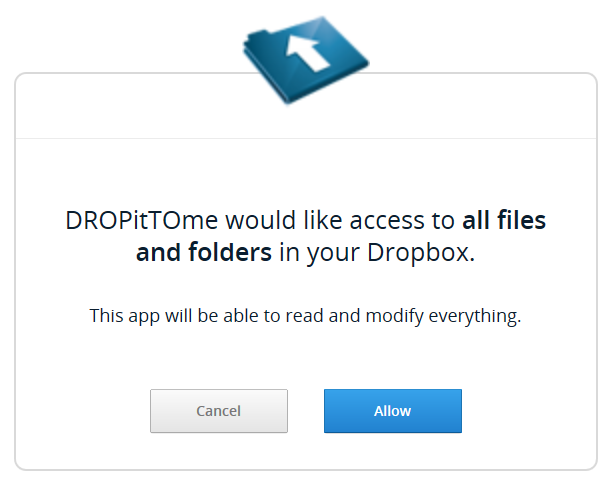 DROPitTOme would like access to all files
and folders in your Dropbox.
This app will be able to read and modify everything.
Cancel
Allow